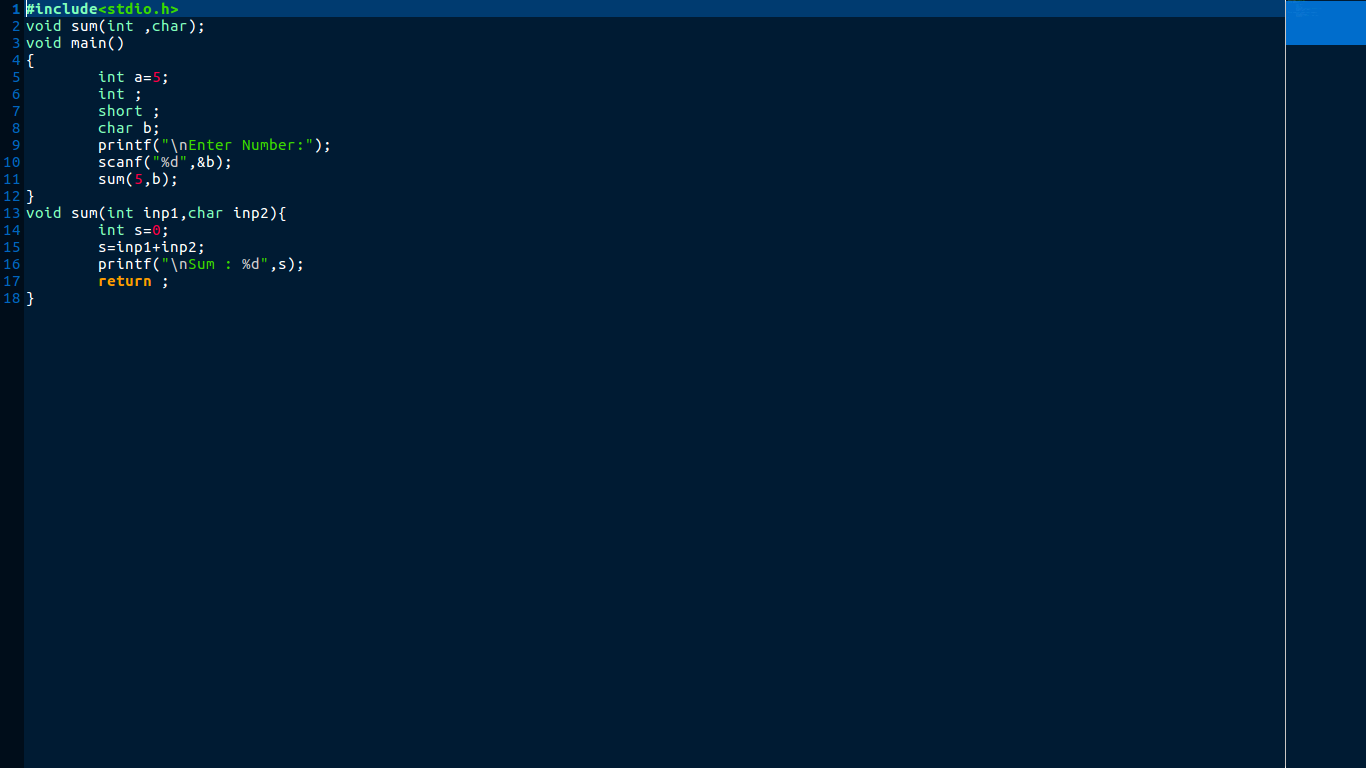 1 #include<stdio.h>
2 void sum(int ,char);
3 void main()
4 {
5         int a=5;
6         int ;
7         short ;
8         char b;
9         printf("\nEnter Number:");
10         scanf("%d",&b);
11         sum(5,b);
12 }
13 void sum(int inp1,char inp2){
14         int s=0;
15         s=inp1+inp2;
16         printf("\nSum : %d",s);
17         return ;
18 }